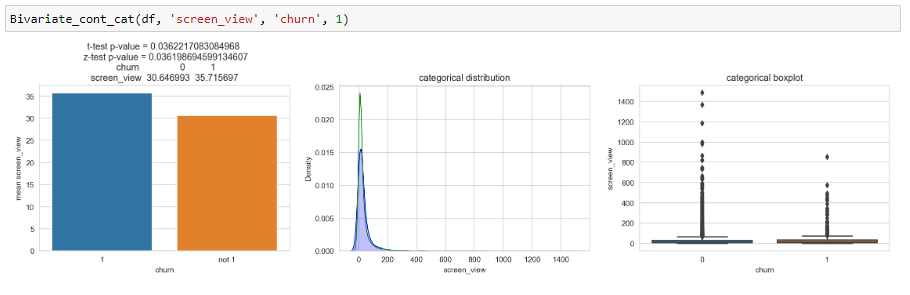 Bivariate_cont_cat(df, 'screen_view', 'churn', 1)
t-test p-value = 0.0362217083084968
z-test p-value = 0.036198694599134607
churn 0 1
screen_view 30.646993 35.715697
mean screen_view
35
30
25
20
15
10
5
0
1 not 1
churn
categorical distribution
Density
0.025
0.020
0.015
0.010
0.005
0.000
0 200 400 600 800 1000 1200 1400
screen_view
categorical boxplot
screen_view
1400
1200
1000
800
600
400
200
0
0 1
churn